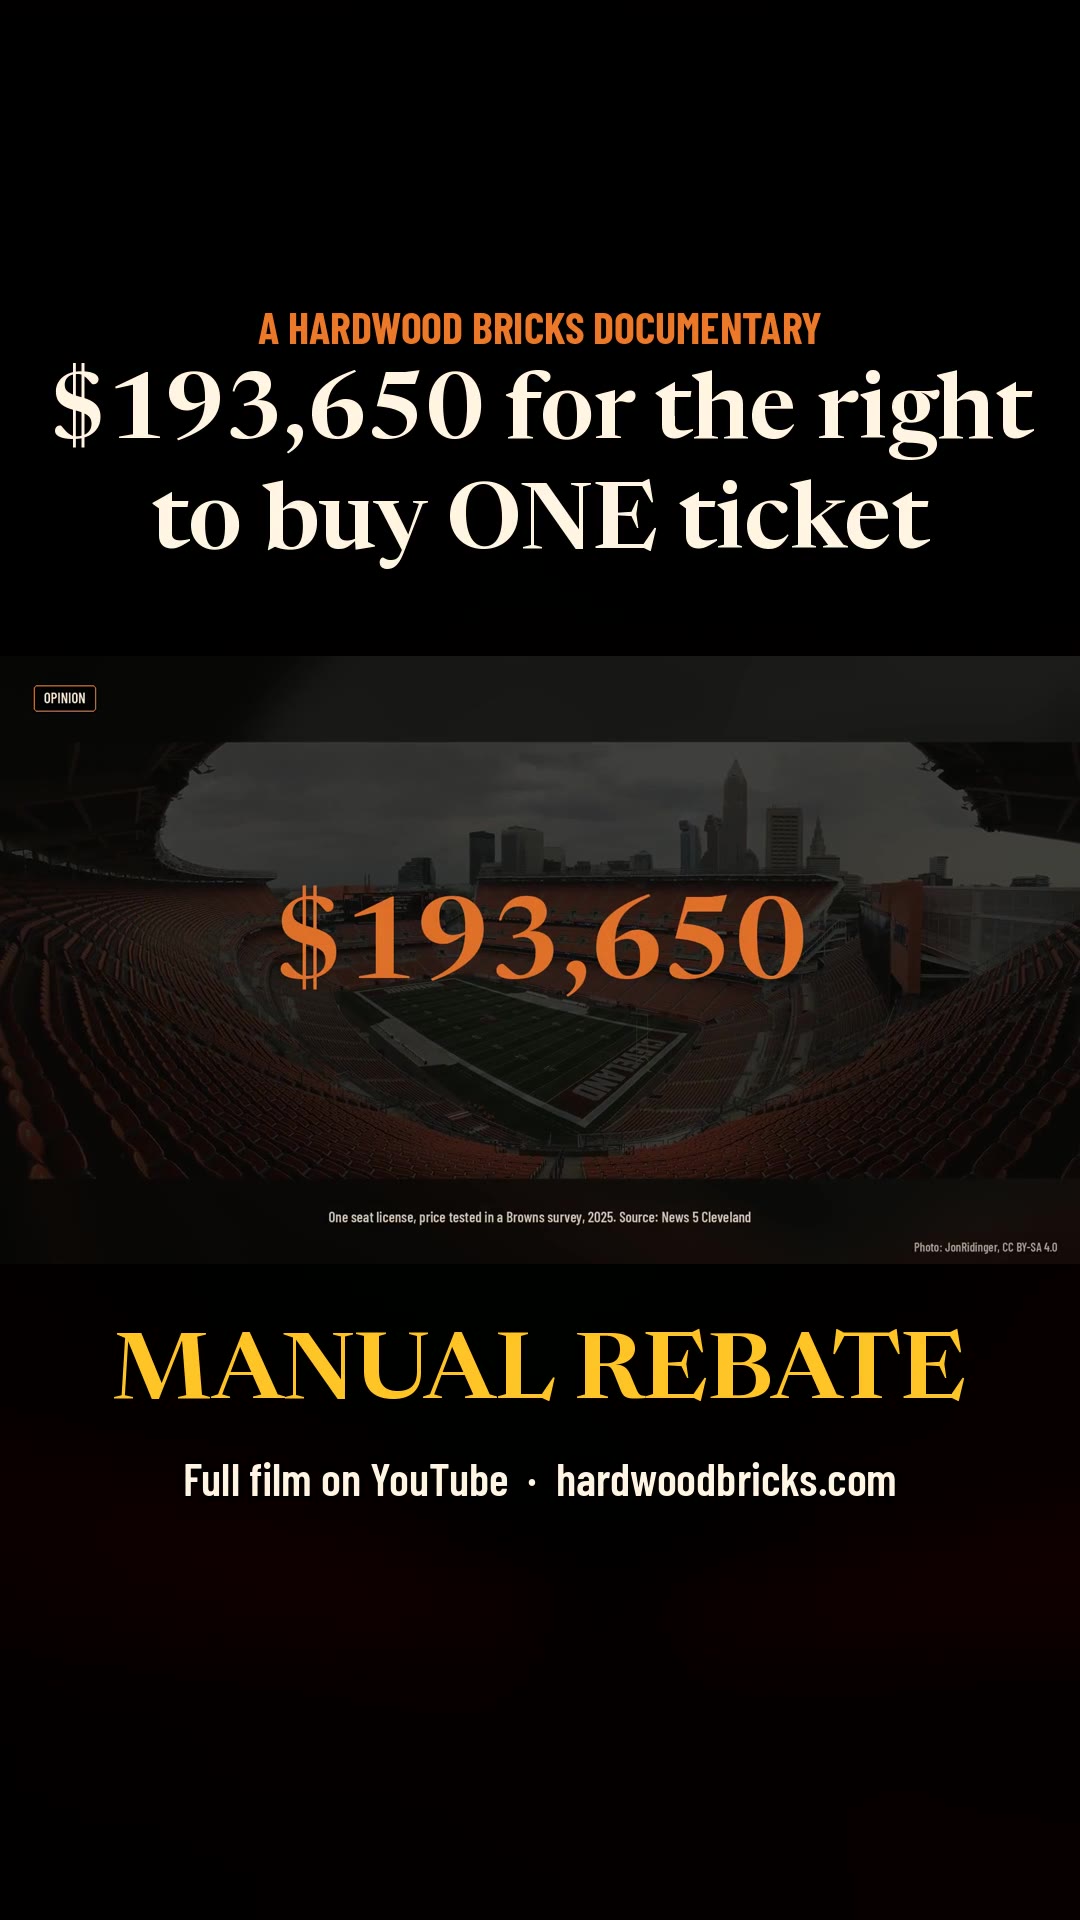 A HARDWOOD BRICKS DOCUMENTARY
$193,650 for the right
to buy ONE ticket
OPINION
$193,650
CLEVELAND
One seat license, price tested in a Browns survey, 2025. Source: News 5 Cleveland
Photo: JonRidinger, CC BY-SA 4.0
MANUAL REBATE
Full film on YouTube · hardwoodbricks.com